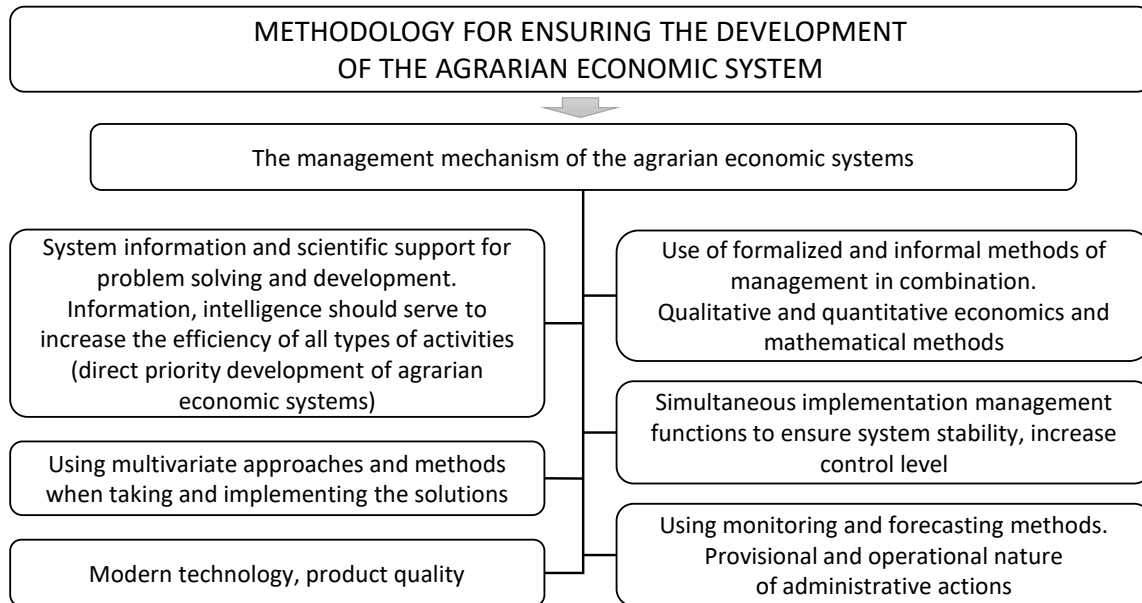 METHODOLOGY FOR ENSURING THE DEVELOPMENT
OF THE AGRARIAN ECONOMIC SYSTEM
The management mechanism of the agrarian economic systems
System information and scientific support for
problem solving and development.
Information, intelligence should serve to
increase the efficiency of all types of activities
(direct priority development of agrarian
economic systems)
Using multivariate approaches and methods
when taking and implementing the solutions
Modern technology, product quality
Use of formalized and informal methods of
management in combination.
Qualitative and quantitative economics and
mathematical methods
Simultaneous implementation management
functions to ensure system stability, increase
control level
Using monitoring and forecasting methods.
Provisional and operational nature
of administrative actions